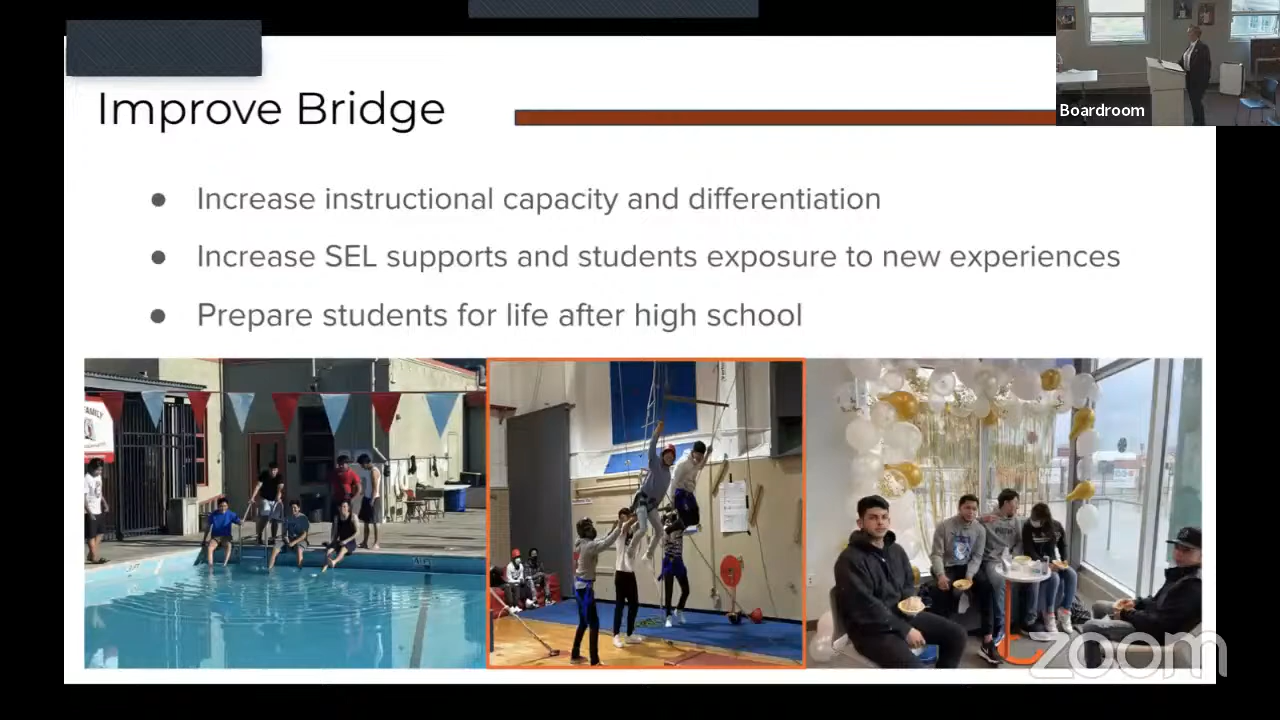 Improve Bridge
Boardroom
● Increase instructional capacity and differentiation
● Increase SEL supports and students exposure to new experiences
● Prepare students for life after high school
FAMILY
zoom